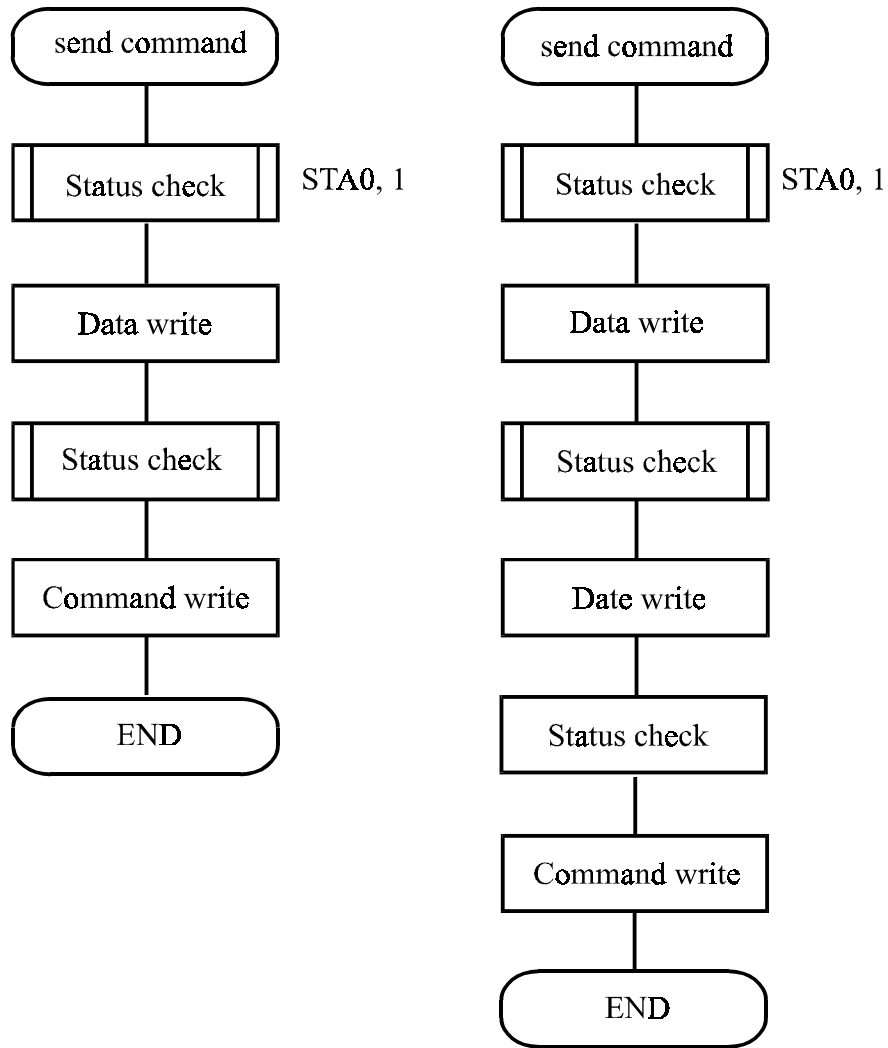 send command
Status check
STA0, 1
Data write
Status check
Command write
END
send command
Status check
STA0, 1
Data write
Status check
Date write
Status check
Command write
END